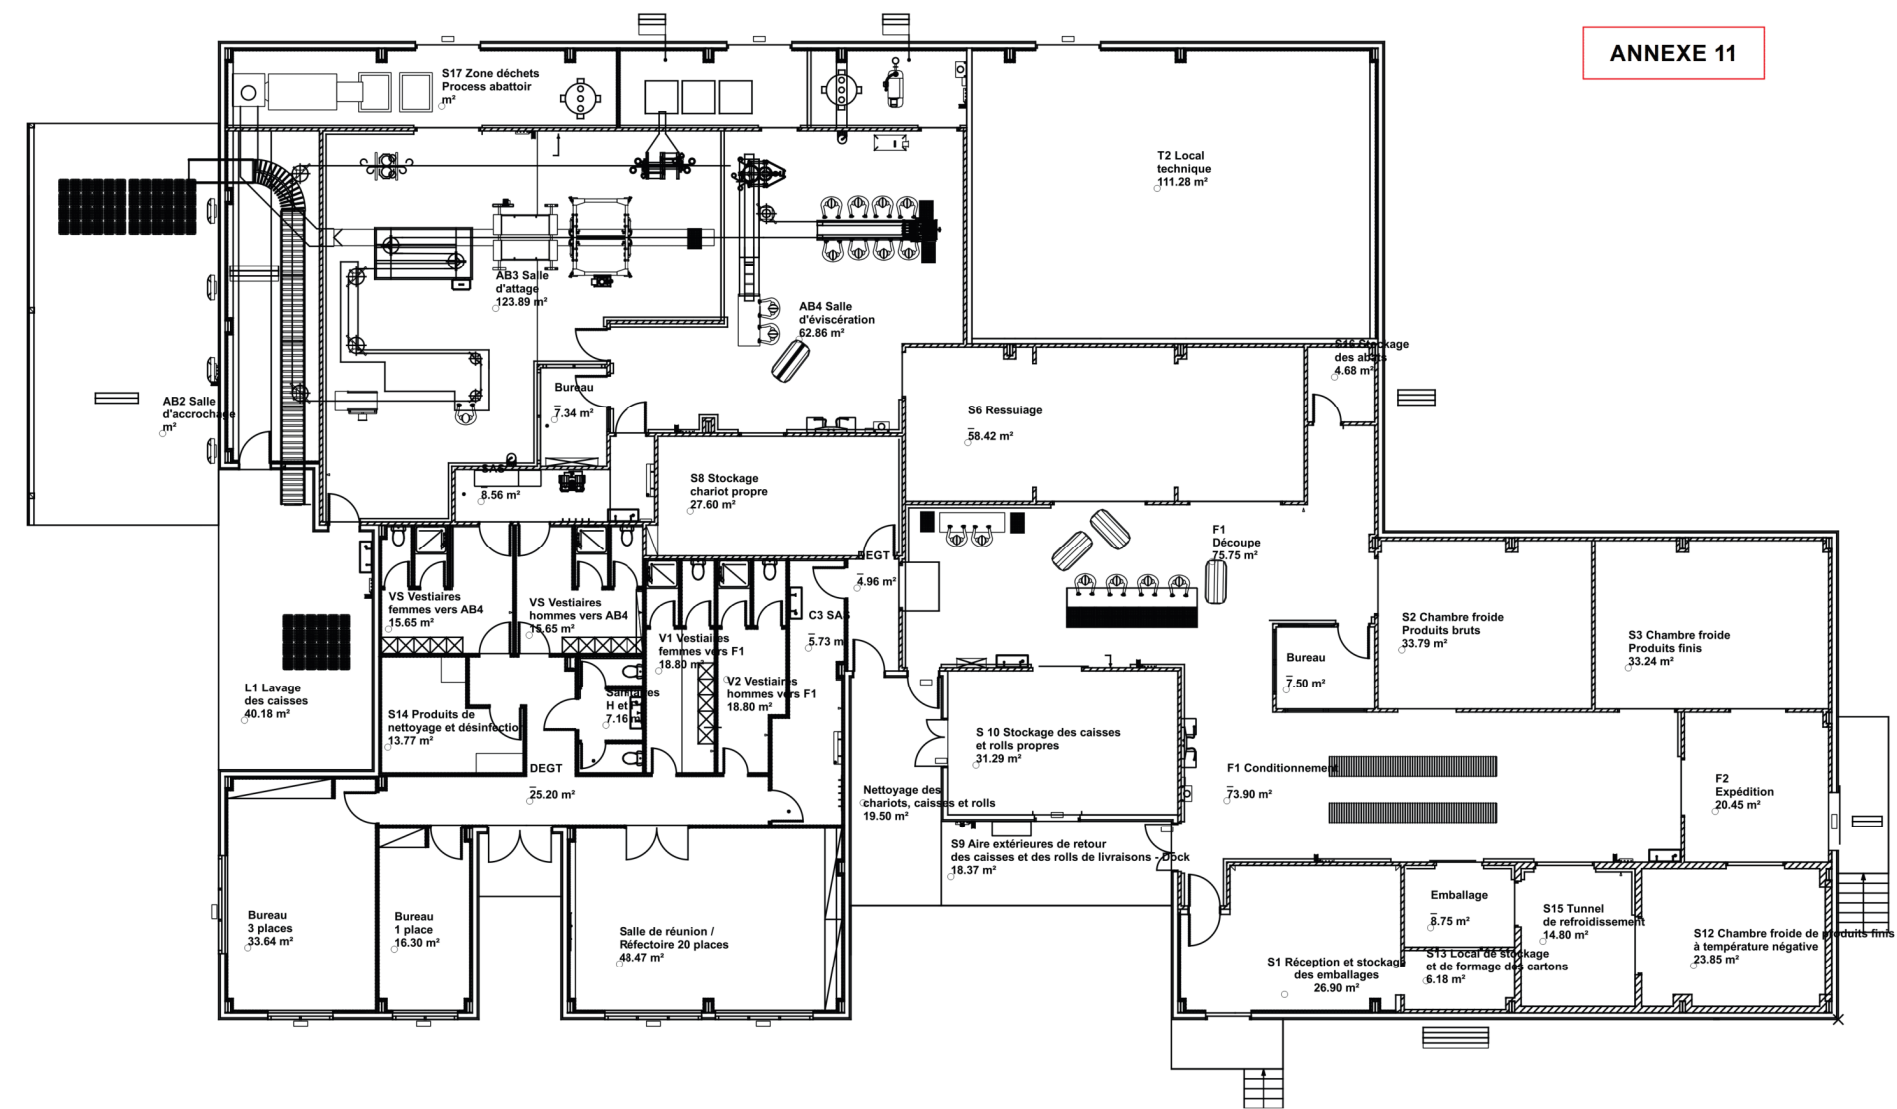 ANNEXE 11
S17 Zone déchets
Process abattoir
m²
T2 Local
technique
111.28 m²
AB3 Salle
d'attage
123.89 m²
AB4 Salle
d'éviscération
62.86 m²
S16 Stockage
des abats
4.68 m²
AB2 Salle
d'accrochage
m²
Bureau
7.34 m²
S6 Ressuiage
58.42 m²
SAS
8.56 m²
S8 Stockage
chariot propre
27.60 m²
F1
Découpe
75.75 m²
DEGT
4.96 m²
VS Vestiaires
femmes vers AB4
15.65 m²
VS Vestiaires
hommes vers AB4
15.65 m²
C3 SAS
5.73 m
V1 Vestiaires
femmes vers F1
18.80 m²
V2 Vestiaires
hommes vers F1
18.80 m²
S2 Chambre froide
Produits bruts
33.79 m²
S3 Chambre froide
Produits finis
33.24 m²
Bureau
7.50 m²
L1 Lavage
des caisses
40.18 m²
S14 Produits de
nettoyage et désinfection
13.77 m²
Sanitaires
H et F
7.16 m
S 10 Stockage des caisses
et rolls propres
31.29 m²
DEGT
25.20 m²
F1 Conditionnement
73.90 m²
F2
Expédition
20.45 m²
Nettoyage des
chariots, caisses et rolls
19.50 m²
S9 Aire extérieures de retour
des caisses et des rolls de livraisons - Dock
18.37 m²
Bureau
3 places
33.64 m²
Bureau
1 place
16.30 m²
Salle de réunion /
Réfectoire 20 places
48.47 m²
Emballage
8.75 m²
S15 Tunnel
de refroidissement
14.80 m²
S12 Chambre froide de produits finis
à température négative
23.85 m²
S1 Réception et stockage
des emballages
26.90 m²
S13 Local de stockage
et de formage des cartons
6.18 m²